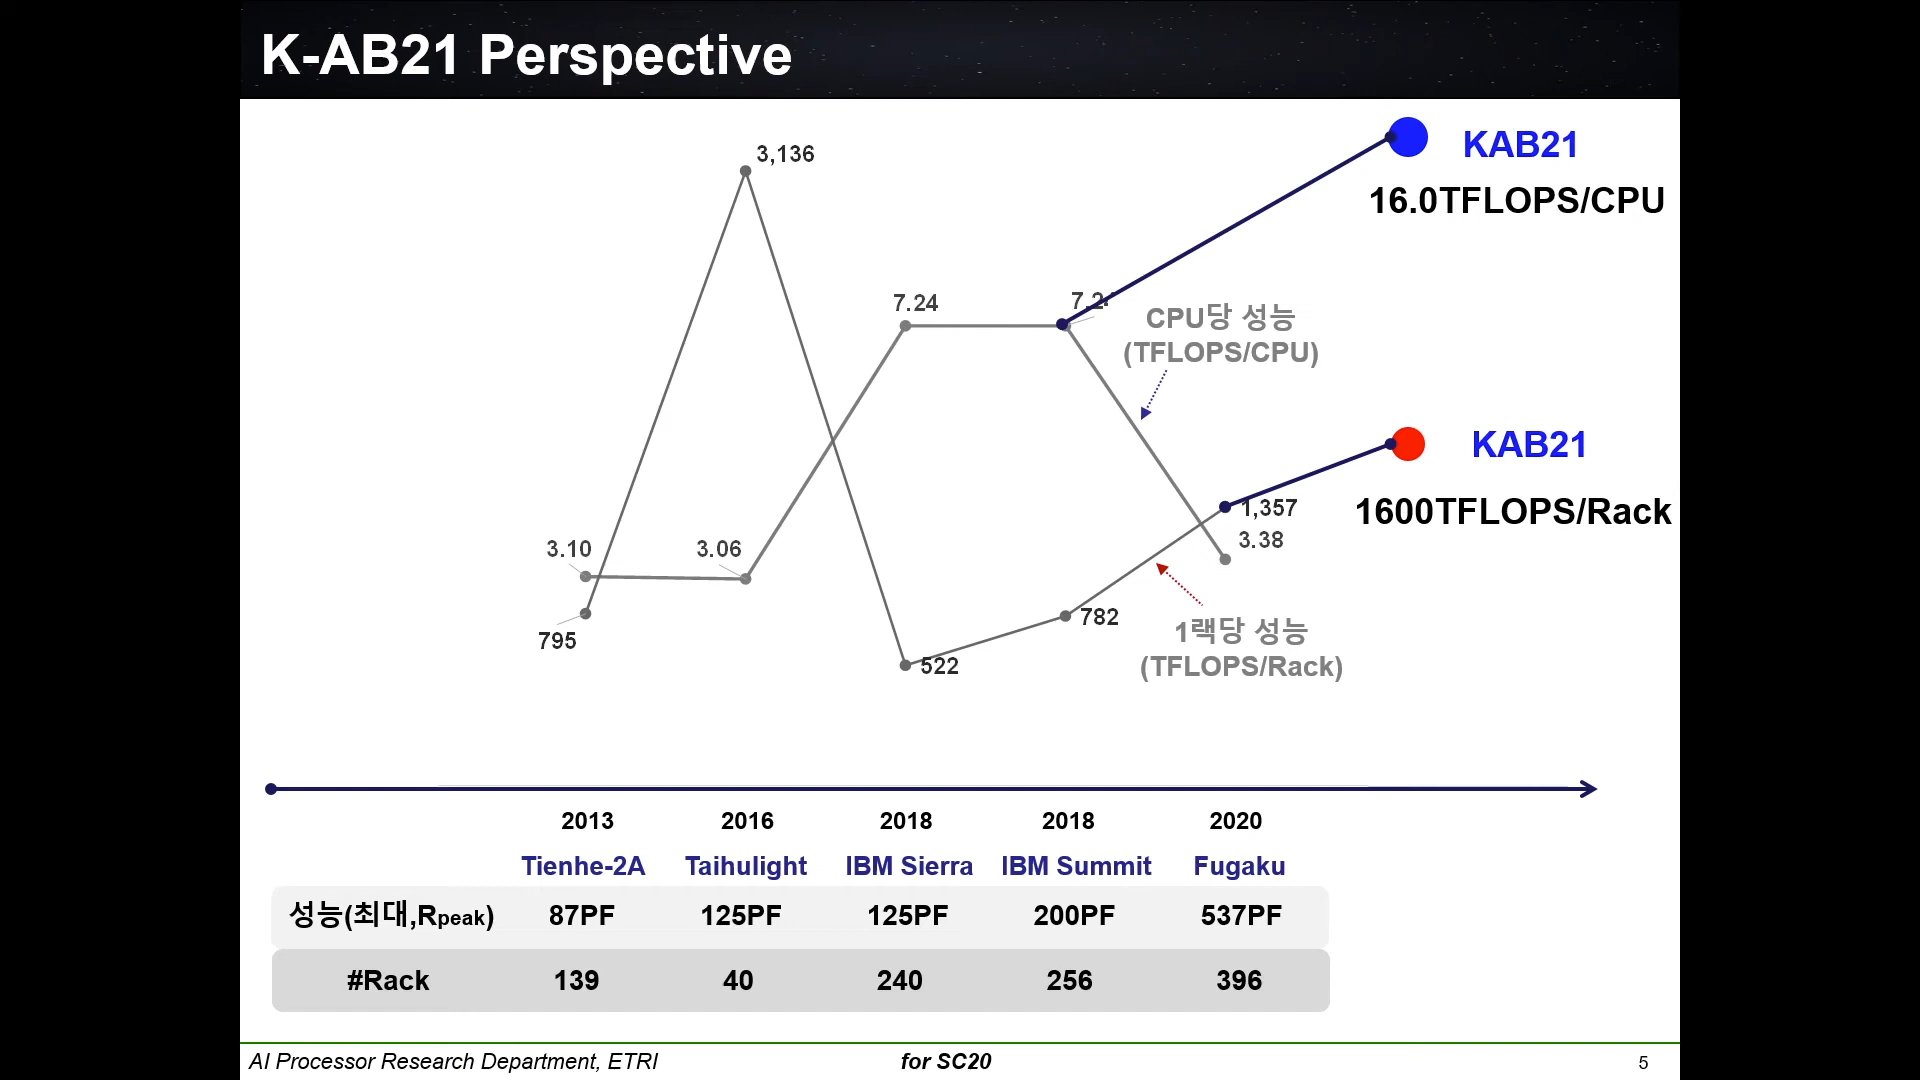 K-AB21 Perspective
3,136
KAB21
16.0TFLOPS/CPU
7.24
CPU당 성능
(TFLOPS/CPU)
KAB21
1,357
1600TFLOPS/Rack
3.10
3.06
3.38
795
782
1랙당 성능
522
(TFLOPS/Rack)
2013 2016 2018 2018 2020
Tienhe-2A Taihulight IBM Sierra IBM Summit Fugaku
성능(최대,Rpeak) 87PF 125PF 125PF 200PF 537PF
#Rack 139 40 240 256 396
AI Processor Research Department, ETRI for SC20 5